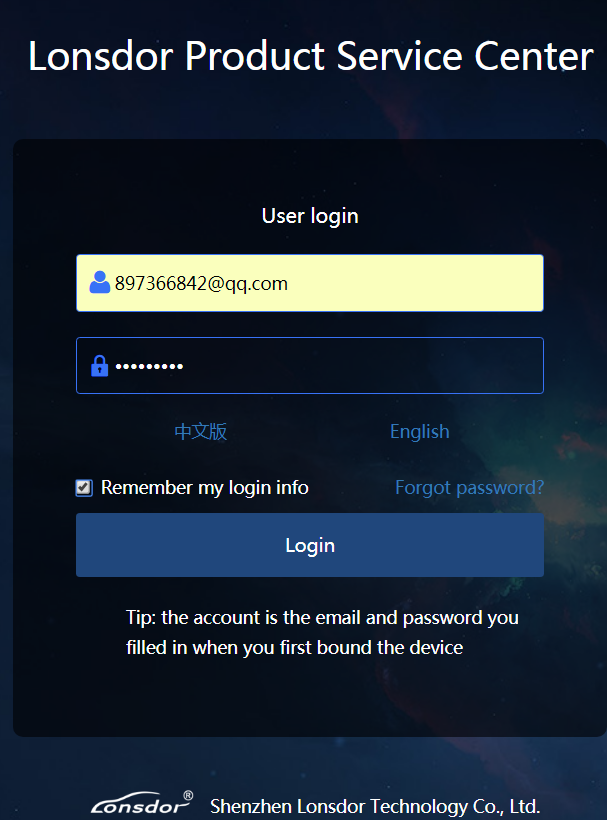 Lonsdor Product Service Center
User login
897366842@qq.com
•••••••••
中文版 English
Remember my login info Forgot password?
Login
Tip: the account is the email and password you
filled in when you first bound the device
Lonsdor® Shenzhen Lonsdor Technology Co., Ltd.